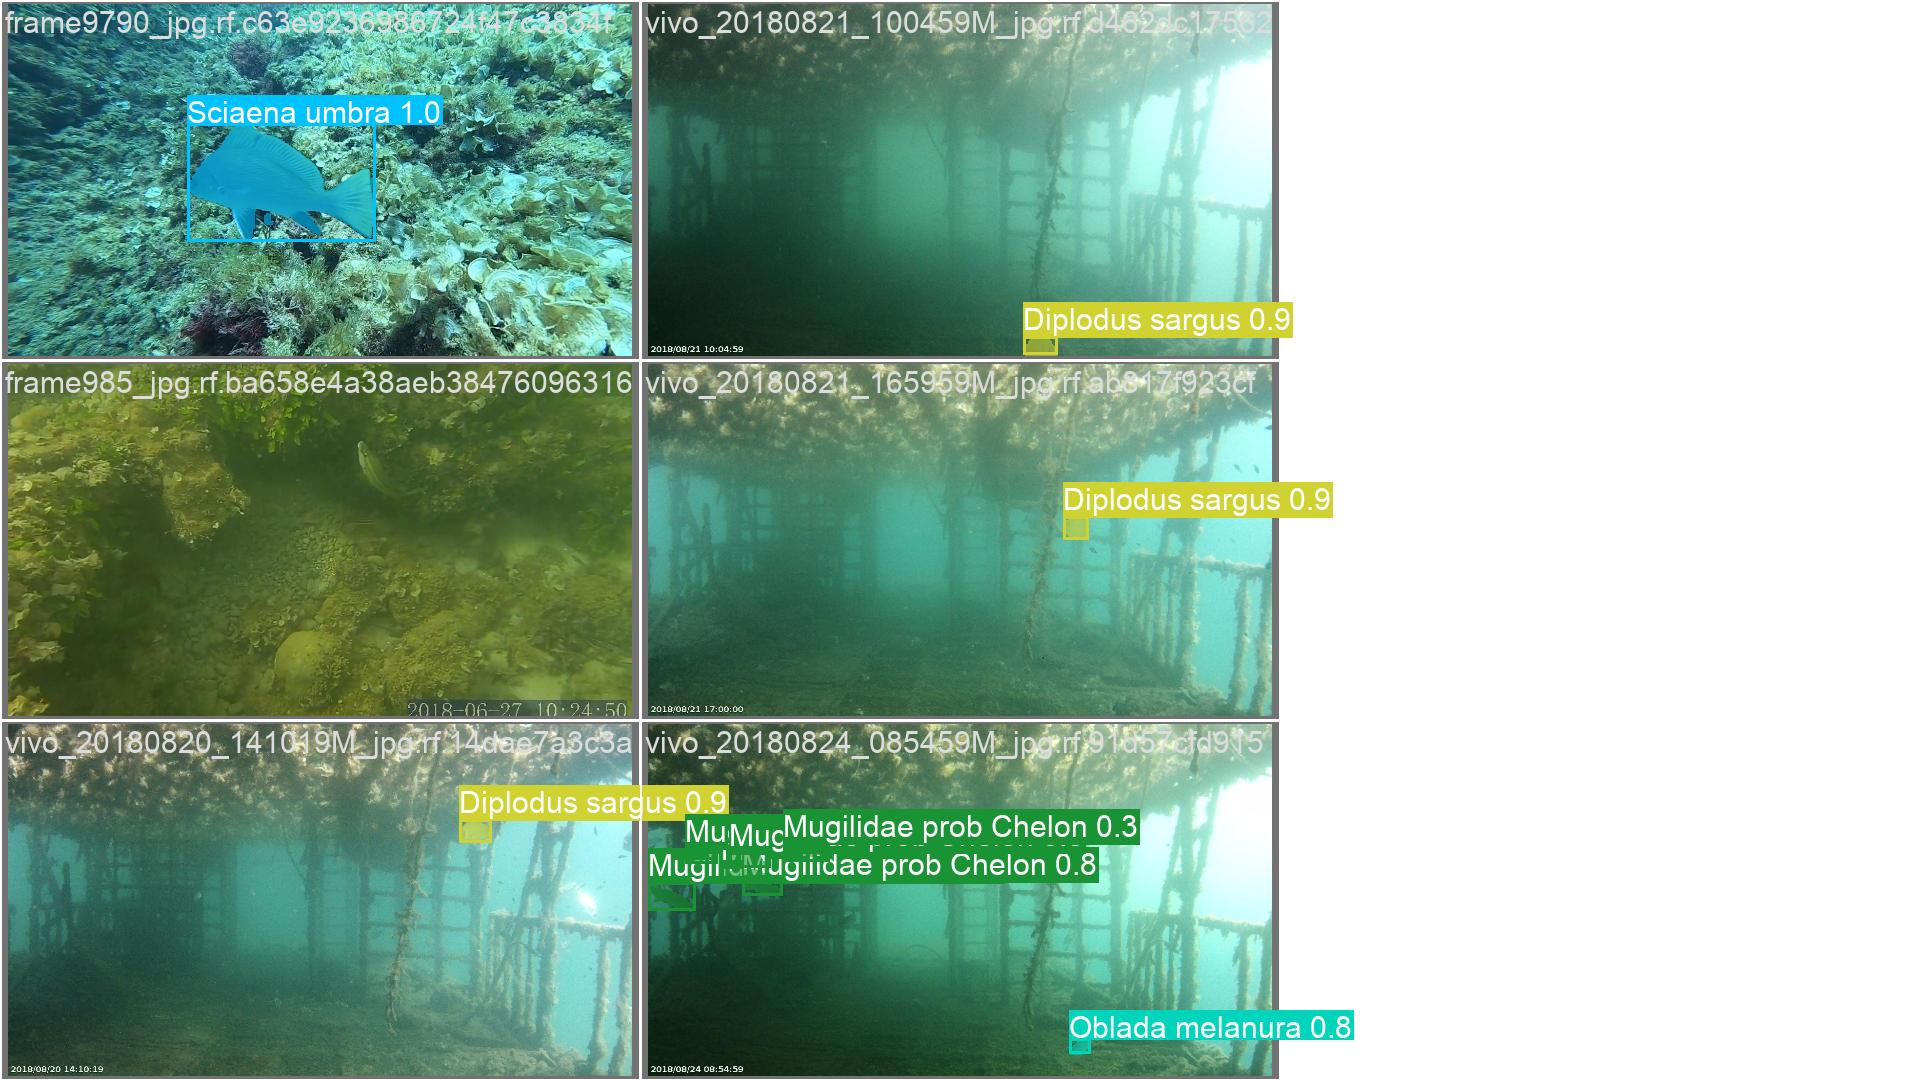 frame9790_jpg.rf.c63e9236986724f47c3834f
Sciaena umbra 1.0
vivo_20180821_100459M_jpg.rf.d462dc17562
Diplodus sargus 0.9
2018/08/21 10:04:59
frame985_jpg.rf.ba658e4a38aeb38476096316
2018-06-27 10:24:50
vivo_20180821_165959M_jpg.rf.ab817f923cf
Diplodus sargus 0.9
2018/08/21 17:00:00
vivo_20180820_141019M_jpg.rf.14dae7a3c3a
Diplodus sargus 0.9
2018/08/20 14:10:19
vivo_20180824_085459M_jpg.rf.91d57cfd915
Mugilidae prob Chelon 0.3
Mugilidae prob Chelon 0.8
Oblada melanura 0.8
2018/08/24 08:54:59